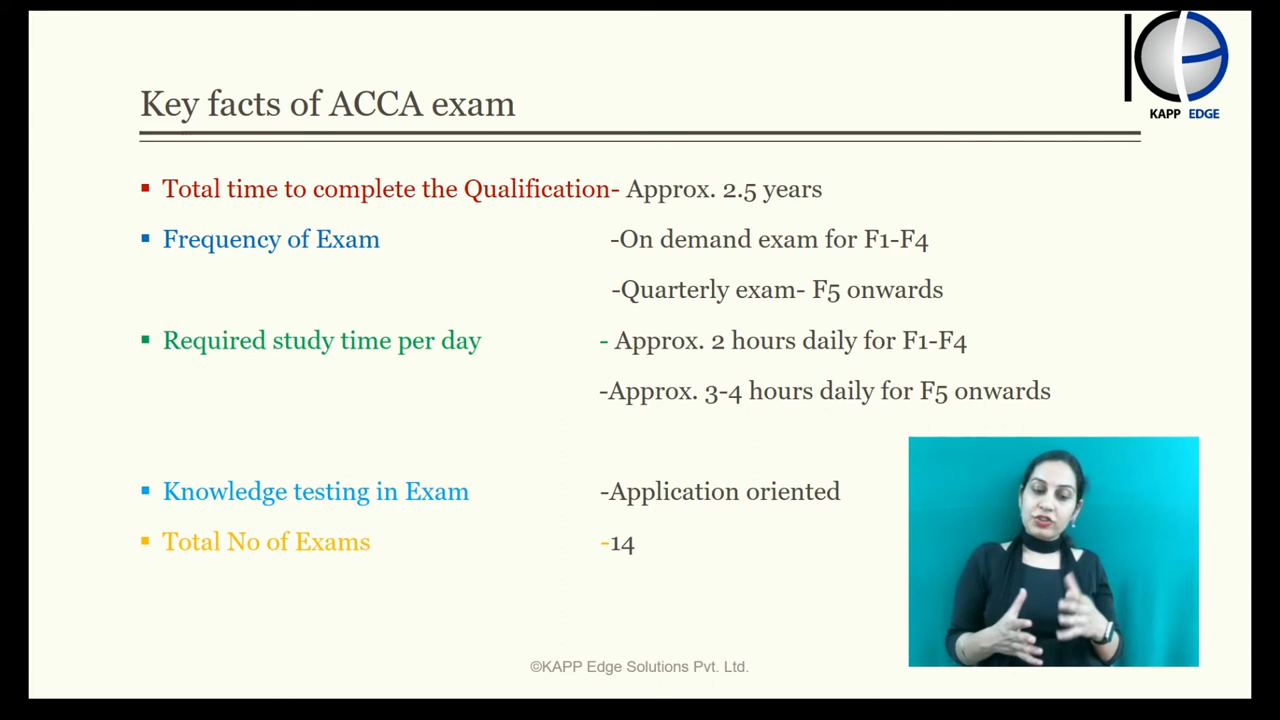 KAPP EDGE
Key facts of ACCA exam
▪ Total time to complete the Qualification- Approx. 2.5 years
▪ Frequency of Exam -On demand exam for F1-F4
-Quarterly exam- F5 onwards
▪ Required study time per day - Approx. 2 hours daily for F1-F4
-Approx. 3-4 hours daily for F5 onwards
▪ Knowledge testing in Exam -Application oriented
▪ Total No of Exams -14
©KAPP Edge Solutions Pvt. Ltd.